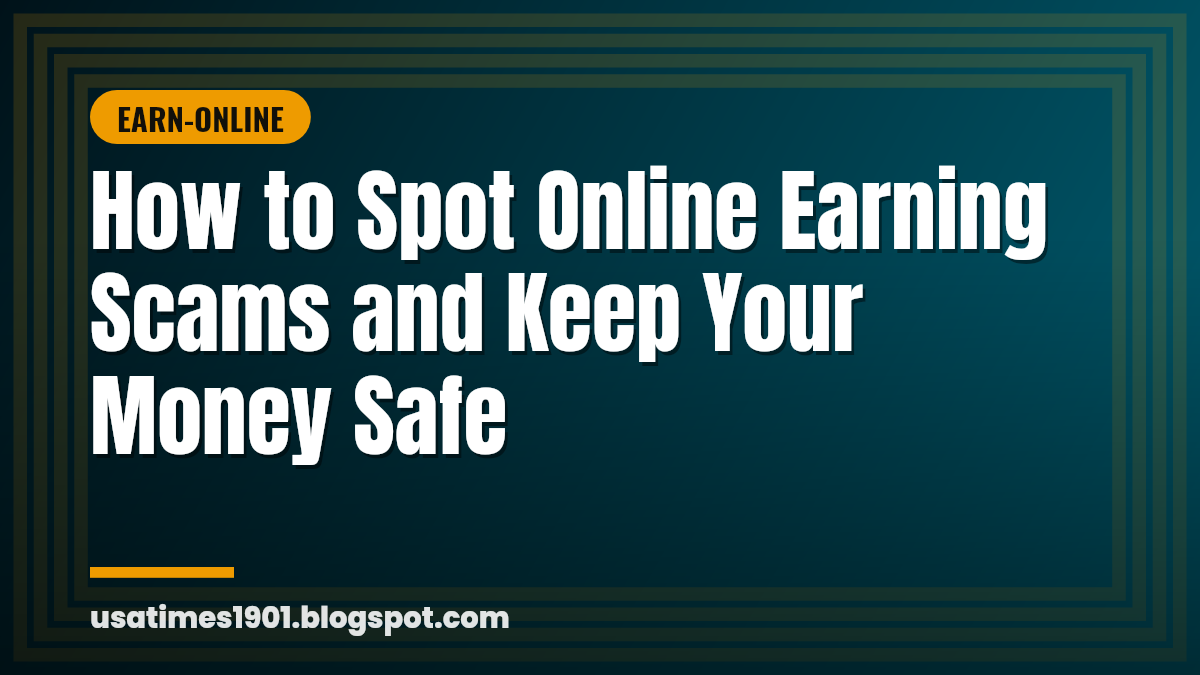 EARN-ONLINE
How to Spot Online Earning
Scams and Keep Your
Money Safe
usatimes1901.blogspot.com